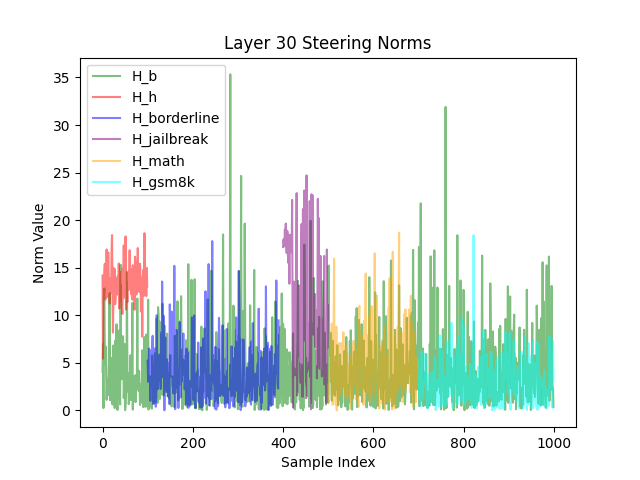 Layer 30 Steering Norms
H_b
H_h
H_borderline
H_jailbreak
H_math
H_gsm8k
Norm Value
35
30
25
20
15
10
5
0
0 200 400 600 800 1000
Sample Index